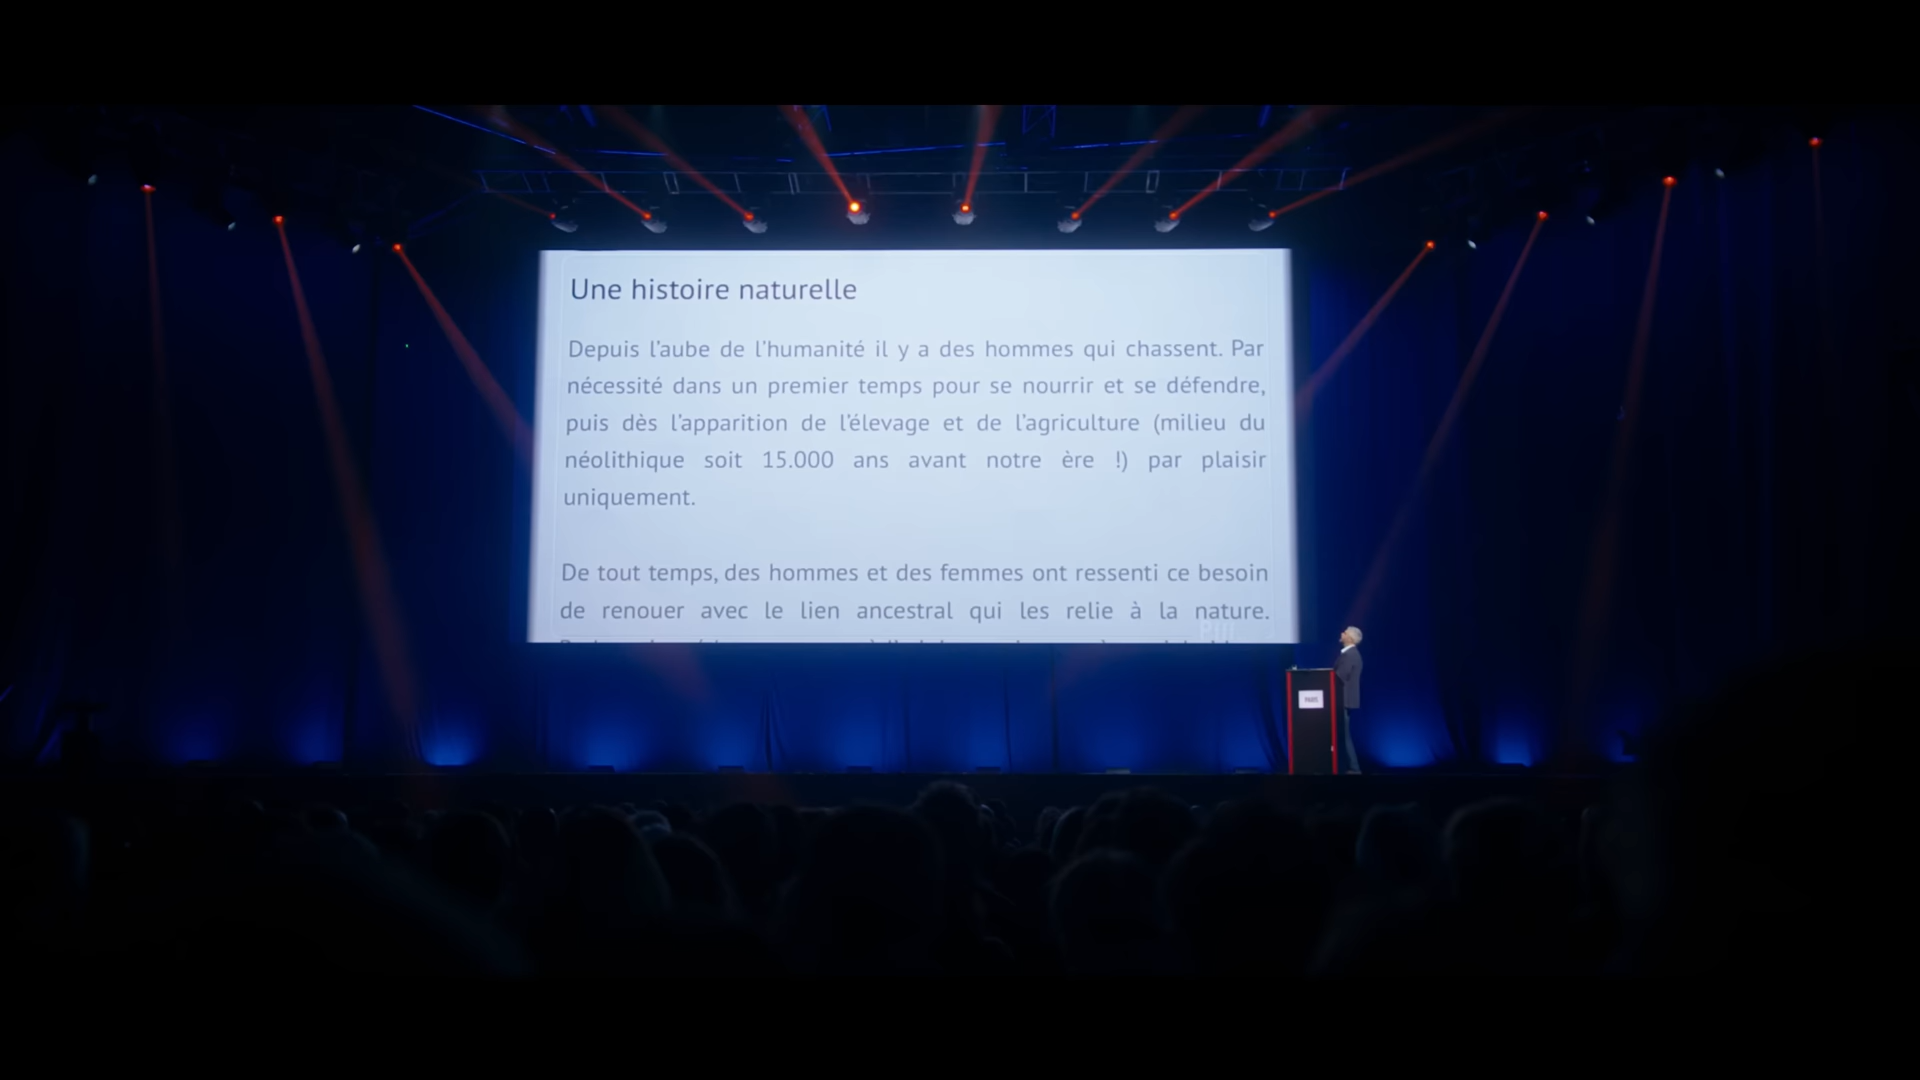 Une histoire naturelle
Depuis l'aube de l'humanité il y a des hommes qui chassent. Par
nécessité dans un premier temps pour se nourrir et se défendre,
puis dès l'apparition de l'élevage et de l'agriculture (milieu du
néolithique soit 15.000 ans avant notre ère !) par plaisir
uniquement.
De tout temps, des hommes et des femmes ont ressenti ce besoin
de renouer avec le lien ancestral qui les relie à la nature.
PARIS